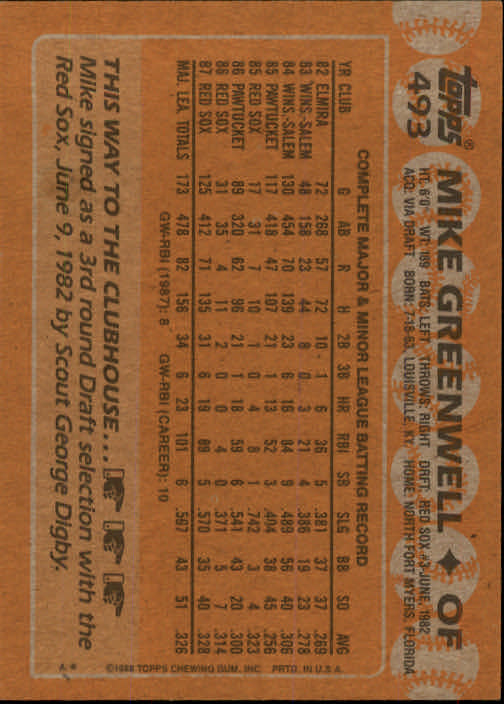 topps®
493
MIKE GREENWELL ✦ OF
HT: 6'0" WT: 189 BATS: LEFT THROWS: RIGHT DRFT: RED SOX #3-JUNE, 1982
ACQ: VIA DRAFT BORN: 7-18-63, LOUISVILLE, KY. HOME: NORTH FORT MYERS, FLORIDA
COMPLETE MAJOR & MINOR LEAGUE BATTING RECORD
YR CLUB G AB R H 2B 3B HR RBI SB SLG BB SO AVG
82 ELMIRA 72 268 57 72 10 1 6 36 5 .381 37 37 .269
83 WINS.-SALEM 48 158 23 44 8 0 3 21 4 .386 19 23 .278
84 WINS.-SALEM 130 454 70 139 23 6 16 84 9 .489 56 40 .306
85 PAWTUCKET 117 418 47 107 21 1 13 52 3 .404 38 45 .256
85 RED SOX 17 31 7 10 1 0 4 8 1 .742 3 4 .323
86 PAWTUCKET 89 320 62 96 21 1 18 59 6 .541 43 20 .300
86 RED SOX 31 35 4 11 2 0 0 4 0 .371 5 7 .314
87 RED SOX 125 412 71 135 31 6 19 89 5 .570 35 40 .328
MAJ. LEA. TOTALS 173 478 82 156 34 6 23 101 6 .567 43 51 .326
GW-RBI (1987): 8 GW-RBI (CAREER): 10
THIS WAY TO THE CLUBHOUSE...
Mike signed as a 3rd round Draft selection with the
Red Sox, June 9, 1982 by Scout George Digby.
©1988 TOPPS CHEWING GUM, INC. PRTD. IN U.S.A.
A*